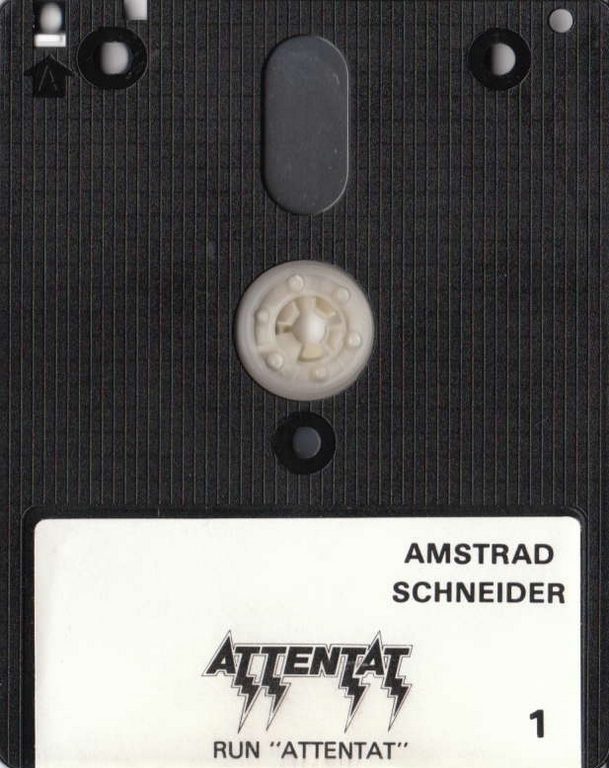 AMSTRAD
SCHNEIDER
ATTENTAT
1
RUN "ATTENTAT"